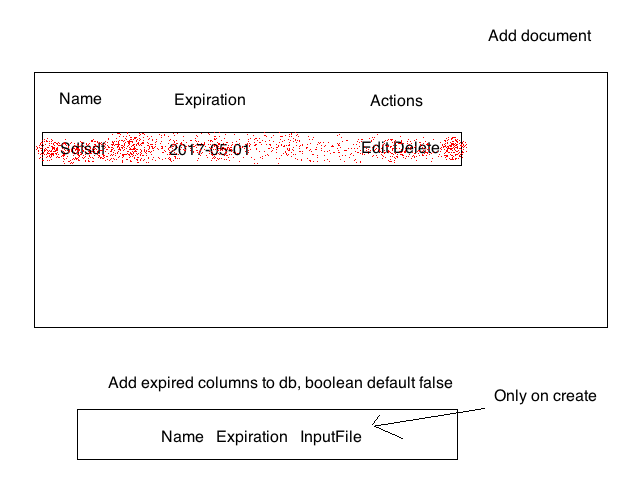 Add document
Name Expiration Actions
Sdfsdf 2017-05-01 Edit Delete
Add expired columns to db, boolean default false
Only on create
Name Expiration InputFile